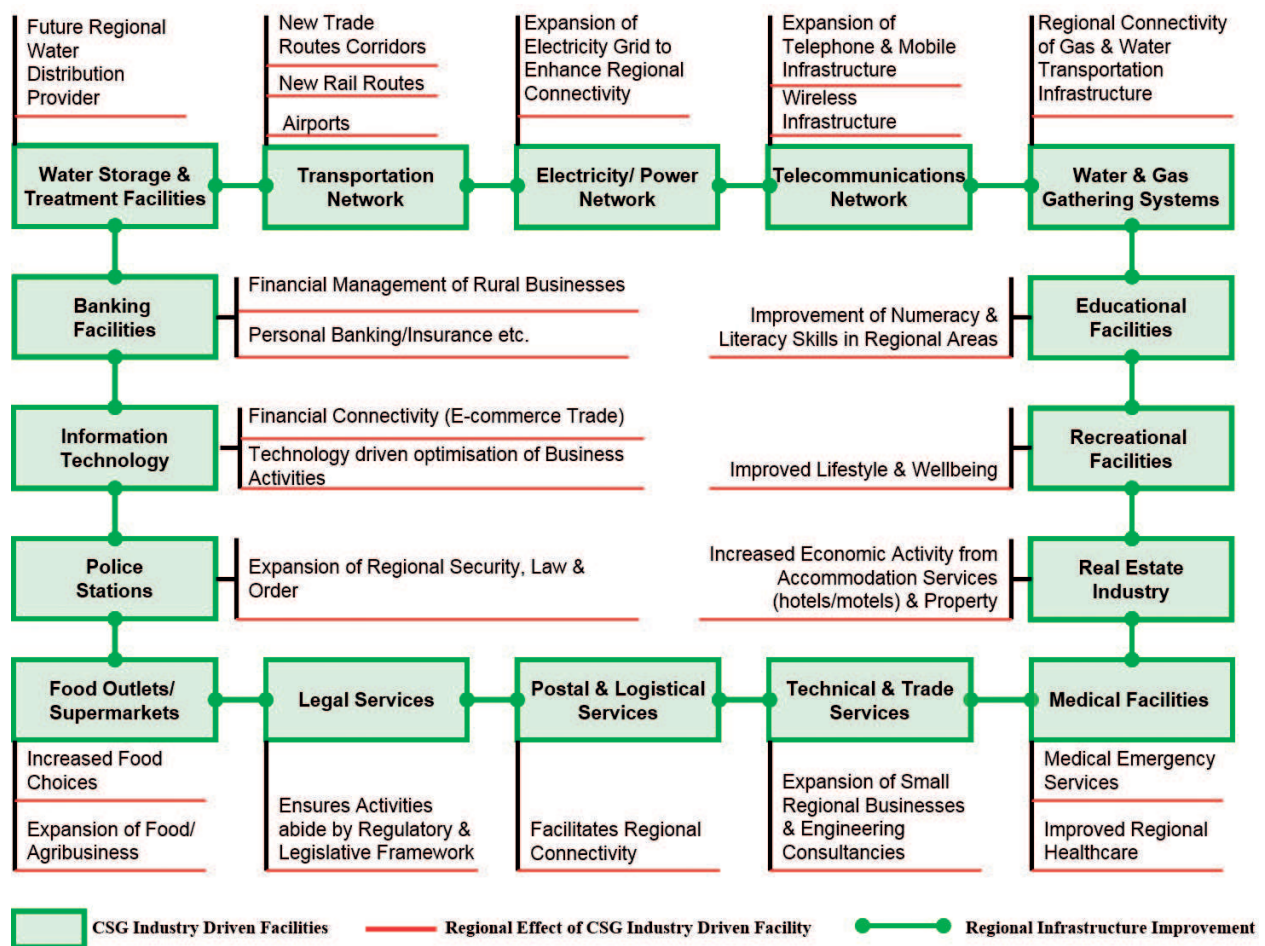 Future Regional
Water
Distribution
Provider
New Trade
Routes Corridors
New Rail Routes
Airports
Expansion of
Electricity Grid to
Enhance Regional
Connectivity
Expansion of
Telephone & Mobile
Infrastructure
Wireless
Infrastructure
Regional Connectivity
of Gas & Water
Transportation
Infrastructure
Water Storage &
Treatment Facilities
Transportation
Network
Electricity/ Power
Network
Telecommunications
Network
Water & Gas
Gathering Systems
Banking
Facilities
Financial Management of Rural Businesses
Personal Banking/Insurance etc.
Improvement of Numeracy &
Literacy Skills in Regional Areas
Educational
Facilities
Information
Technology
Financial Connectivity (E-commerce Trade)
Technology driven optimisation of Business
Activities
Improved Lifestyle & Wellbeing
Recreational
Facilities
Police
Stations
Expansion of Regional Security, Law &
Order
Increased Economic Activity from
Accommodation Services
(hotels/motels) & Property
Real Estate
Industry
Food Outlets/
Supermarkets
Legal Services
Postal & Logistical
Services
Technical & Trade
Services
Medical Facilities
Increased Food
Choices
Expansion of Food/
Agribusiness
Ensures Activities
abide by Regulatory &
Legislative Framework
Facilitates Regional
Connectivity
Expansion of Small
Regional Businesses
& Engineering
Consultancies
Medical Emergency
Services
Improved Regional
Healthcare
CSG Industry Driven Facilities
Regional Effect of CSG Industry Driven Facility
Regional Infrastructure Improvement